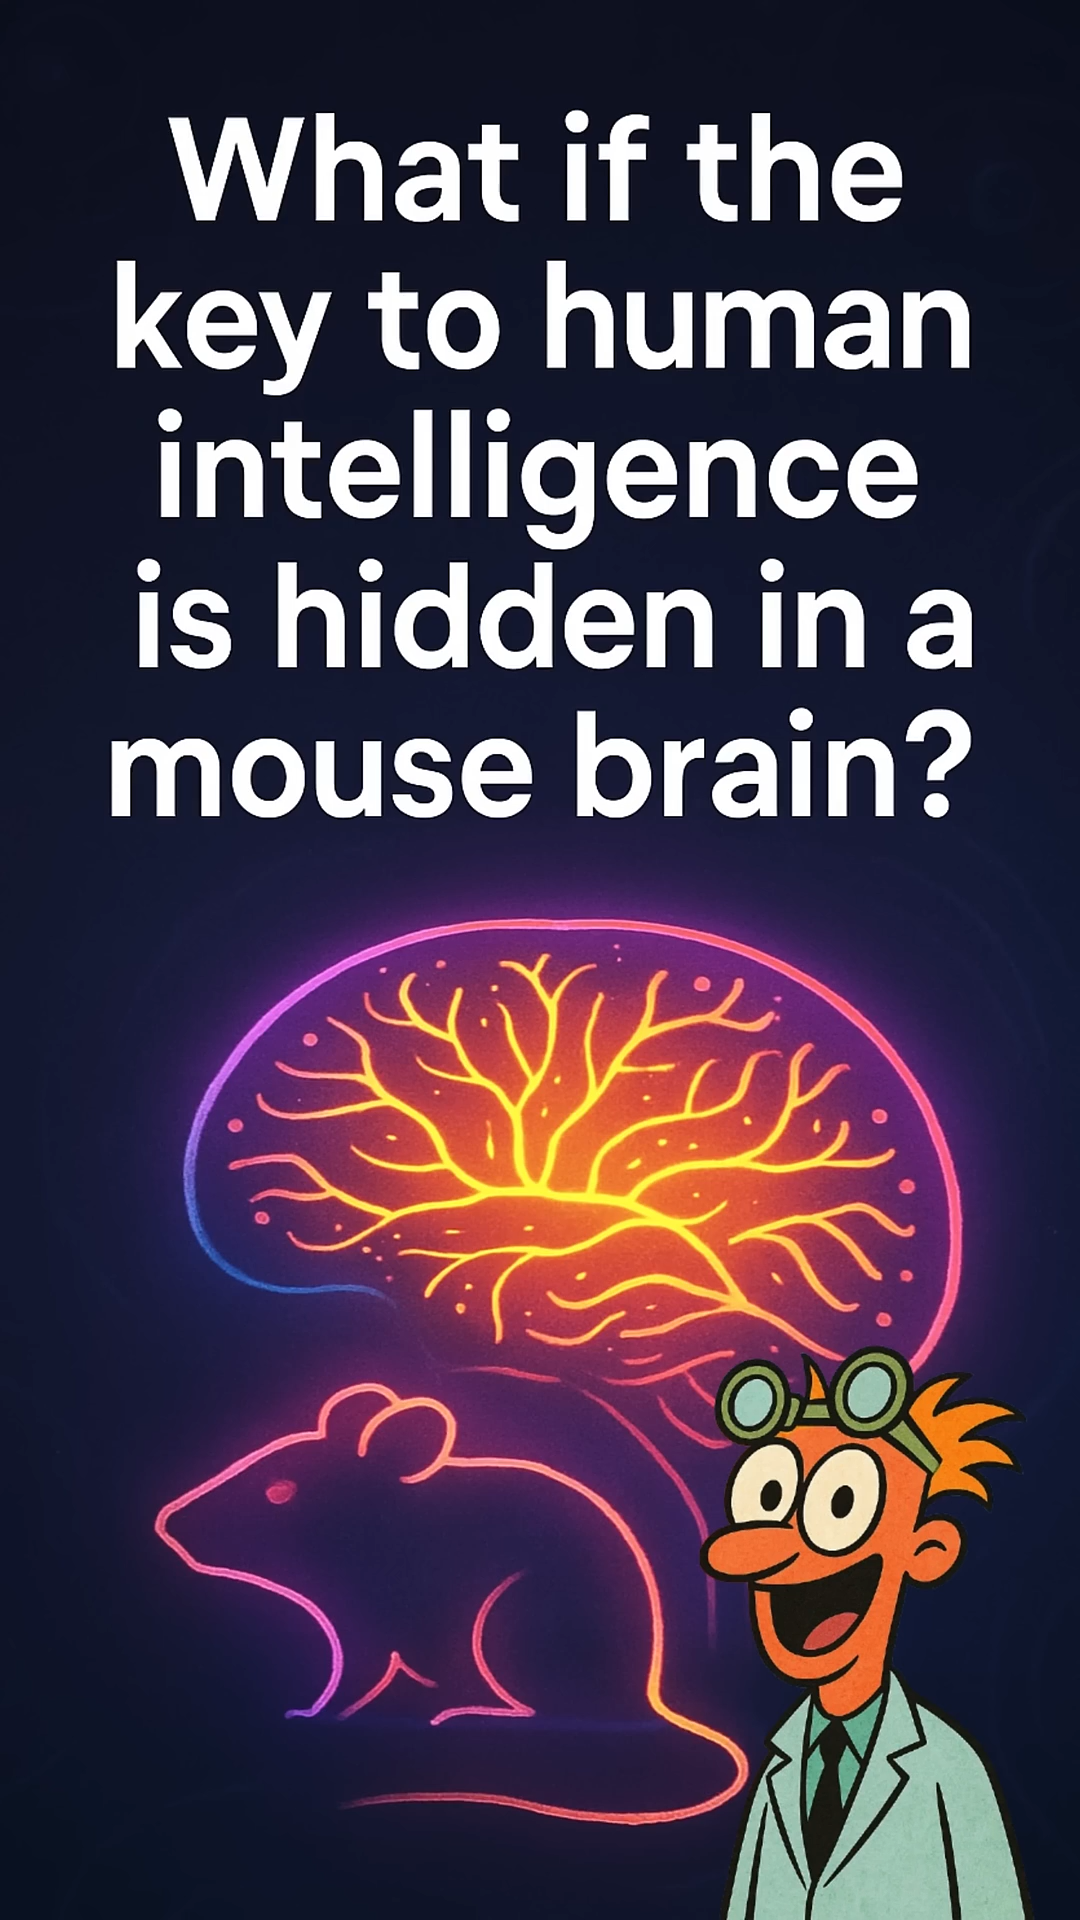 What if the
key to human
intelligence
is hidden in a
mouse brain?